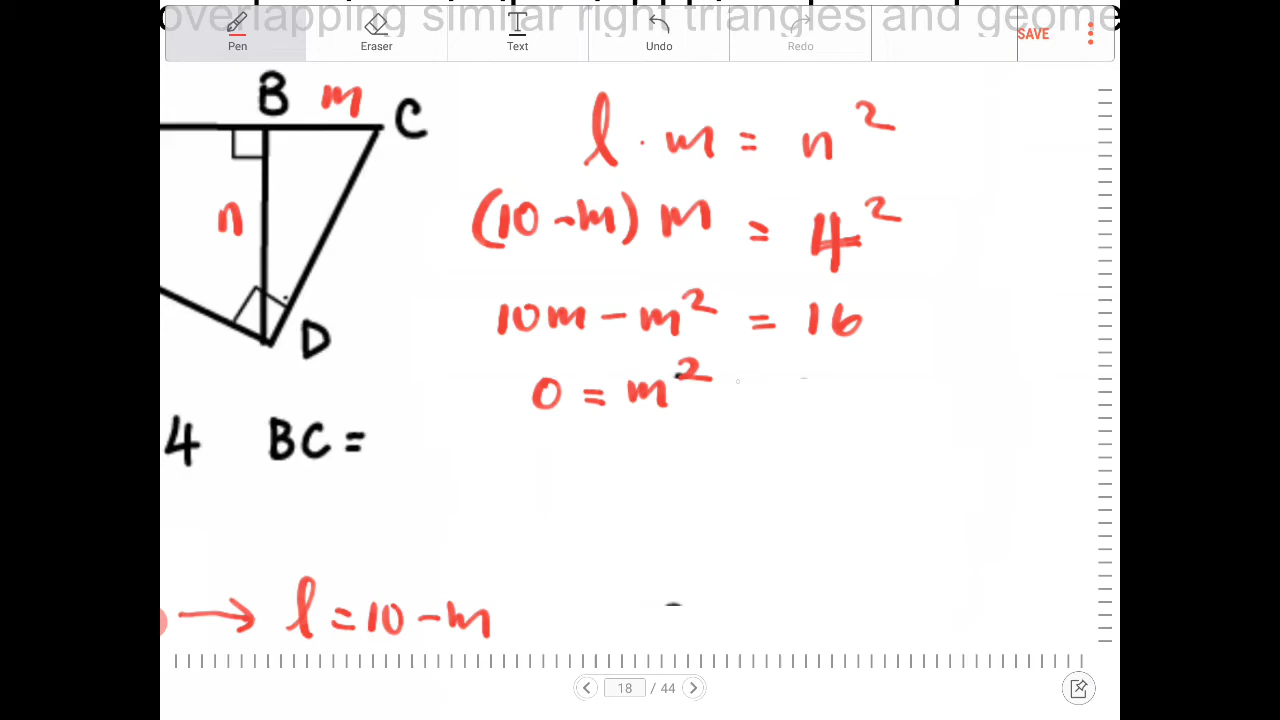 overlapping similar right triangles and geome
Pen Eraser Text Undo Redo SAVE
B m C
l · m = n²
n
(10 - m) m = 4²
10m - m² = 16
D
0 = m²
4 BC =
→ l = 10 - m
18 / 44